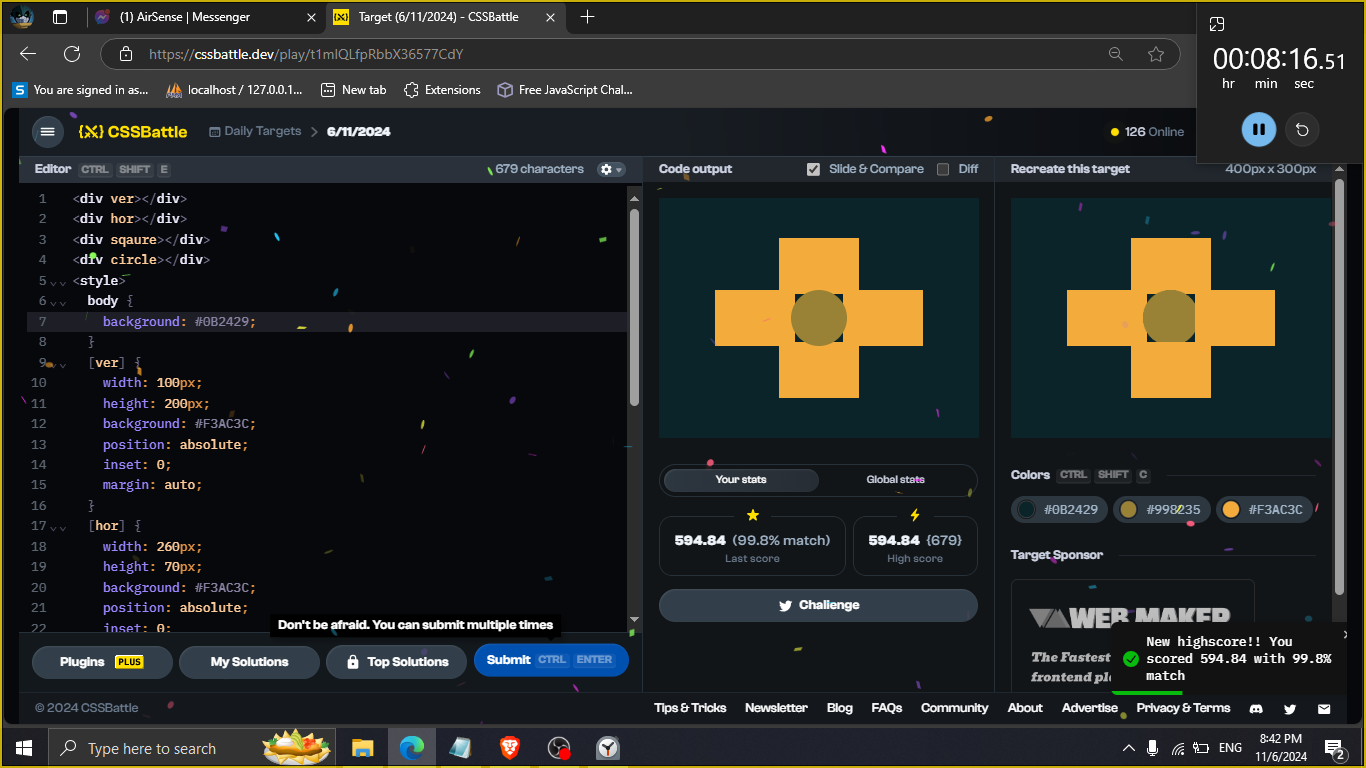 (1) AirSense | Messenger
Target (6/11/2024) - CSSBattle
https://cssbattle.dev/play/t1mlQLfpRbbX36577CdY
00:08:16.51
hr min sec
You are signed in as...
localhost / 127.0.0.1...
New tab
Extensions
Free JavaScript Chal...
{X} CSSBattle
Daily Targets > 6/11/2024
126 Online
Editor CTRL SHIFT E
679 characters
Code output
Slide & Compare
Diff
Recreate this target
400px x 300px
1 <div ver></div>
2 <div hor></div>
3 <div sqaure></div>
4 <div circle></div>
5 <style>
6 body {
7 background: #0B2429;
8 }
9 [ver] {
10 width: 100px;
11 height: 200px;
12 background: #F3AC3C;
13 position: absolute;
14 inset: 0;
15 margin: auto;
16 }
17 [hor] {
18 width: 260px;
19 height: 70px;
20 background: #F3AC3C;
21 position: absolute;
22 inset: 0;
Don't be afraid. You can submit multiple times
Plugins PLUS
My Solutions
Top Solutions
Submit CTRL ENTER
Your stats
Global stats
594.84 (99.8% match)
Last score
594.84 {679}
High score
Challenge
Colors CTRL SHIFT C
#0B2429
#998235
#F3AC3C
Target Sponsor
WEB MAKER
The Fastest
frontend pl
New highscore!! You
scored 594.84 with 99.8%
match
© 2024 CSSBattle
Tips & Tricks
Newsletter
Blog
FAQs
Community
About
Advertise
Privacy & Terms
Type here to search
ENG
8:42 PM
11/6/2024
2